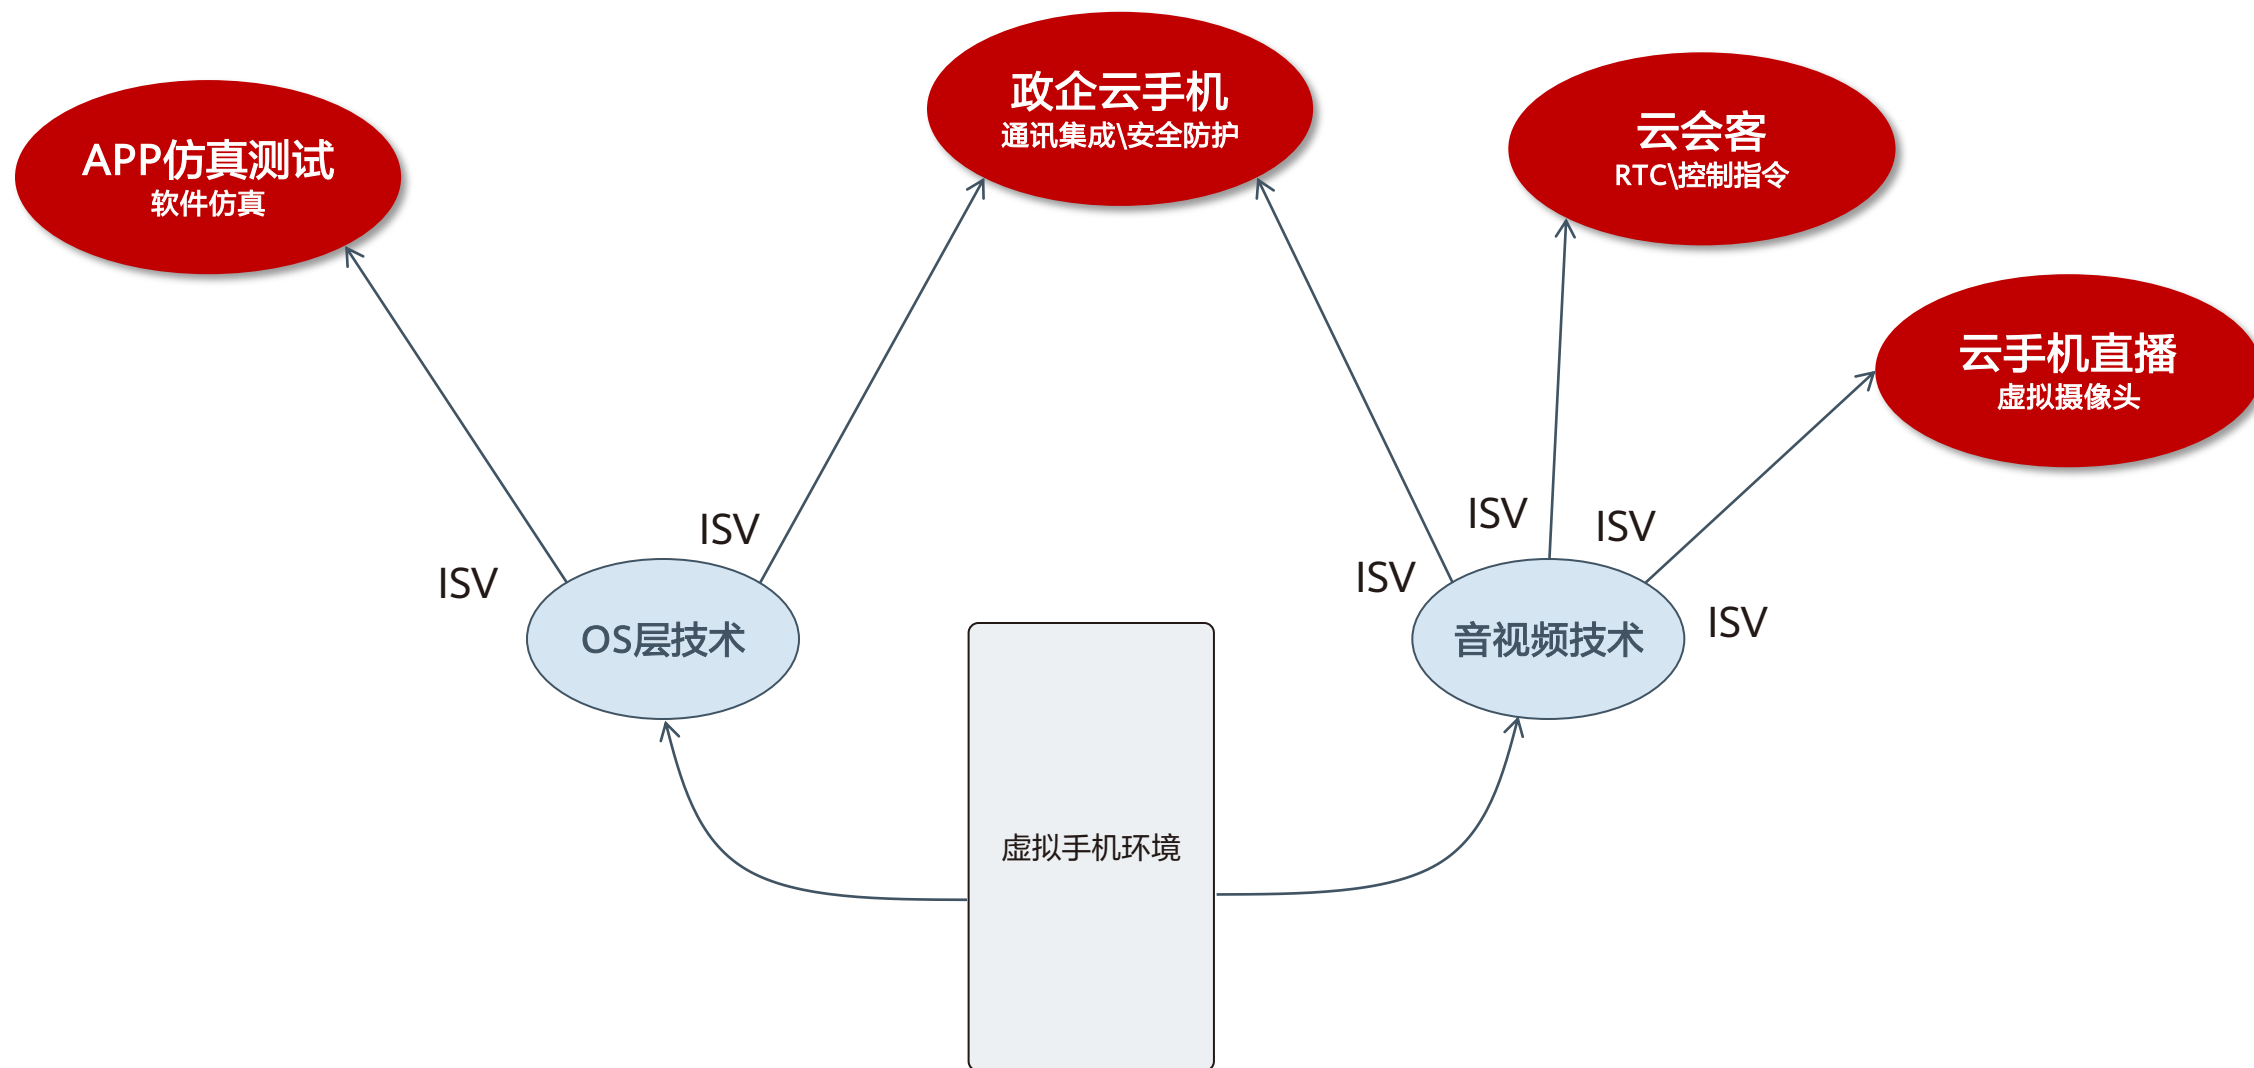 政企云手机
通讯集成\安全防护
云会客
RTC\控制指令
APP仿真测试
软件仿真
云手机直播
虚拟摄像头
ISV
ISV
ISV
ISV
ISV
ISV
OS层技术
音视频技术
虚拟手机环境